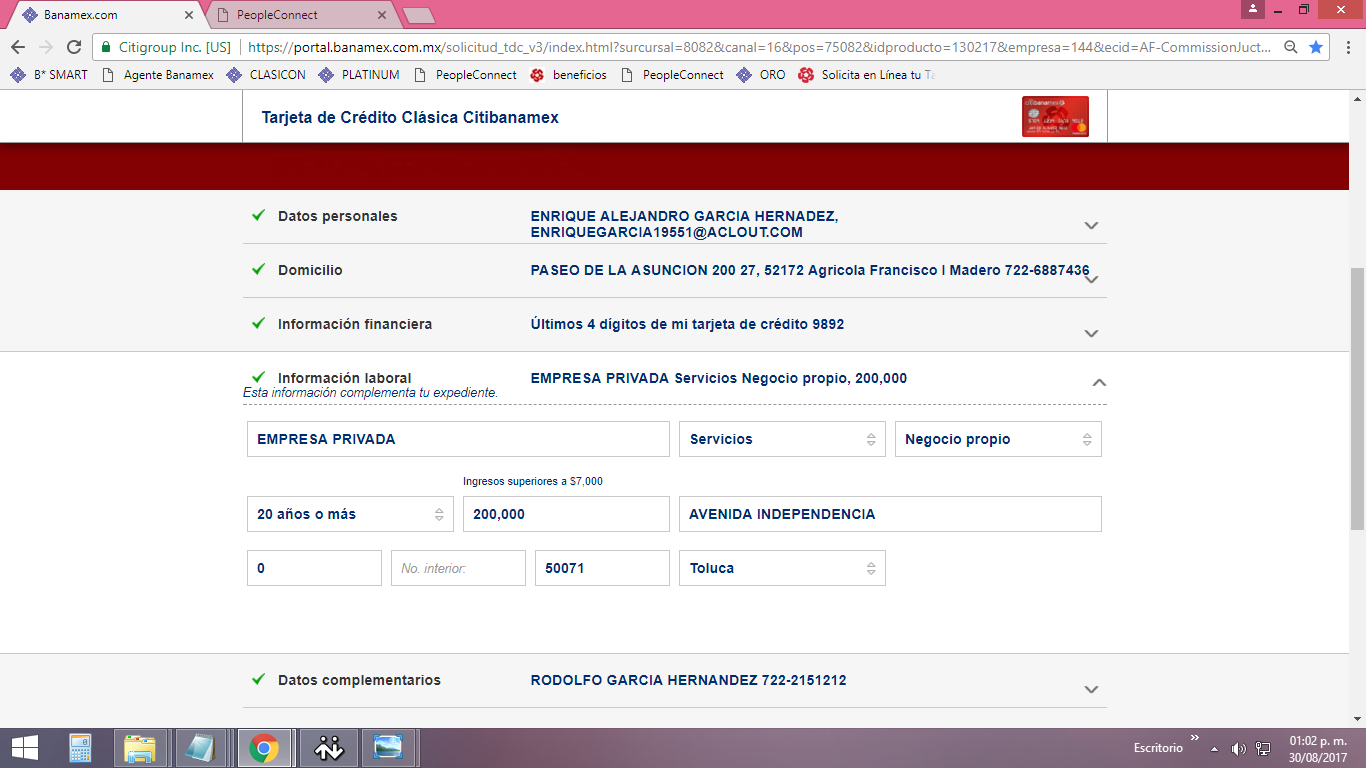 Banamex.com
PeopleConnect
Citigroup Inc. [US] https://portal.banamex.com.mx/solicitud_tdc_v3/index.html?surcursal=8082&canal=16&pos=75082&idproducto=130217&empresa=144&ecid=AF-CommissionJuct...
B* SMART Agente Banamex CLASICON PLATINUM PeopleConnect beneficios PeopleConnect ORO Solicita en Línea tu Ta
Tarjeta de Crédito Clásica Citibanamex
citibanamex
Datos personales ENRIQUE ALEJANDRO GARCIA HERNADEZ,
ENRIQUEGARCIA19551@ACLOUT.COM
Domicilio PASEO DE LA ASUNCION 200 27, 52172 Agricola Francisco I Madero 722-6887436
Información financiera Últimos 4 dígitos de mi tarjeta de crédito 9892
Información laboral EMPRESA PRIVADA Servicios Negocio propio, 200,000
Esta información complementa tu expediente.
EMPRESA PRIVADA Servicios Negocio propio
Ingresos superiores a $7,000
20 años o más 200,000 AVENIDA INDEPENDENCIA
0 No. interior: 50071 Toluca
Datos complementarios RODOLFO GARCIA HERNANDEZ 722-2151212
Escritorio » 01:02 p. m.
30/08/2017